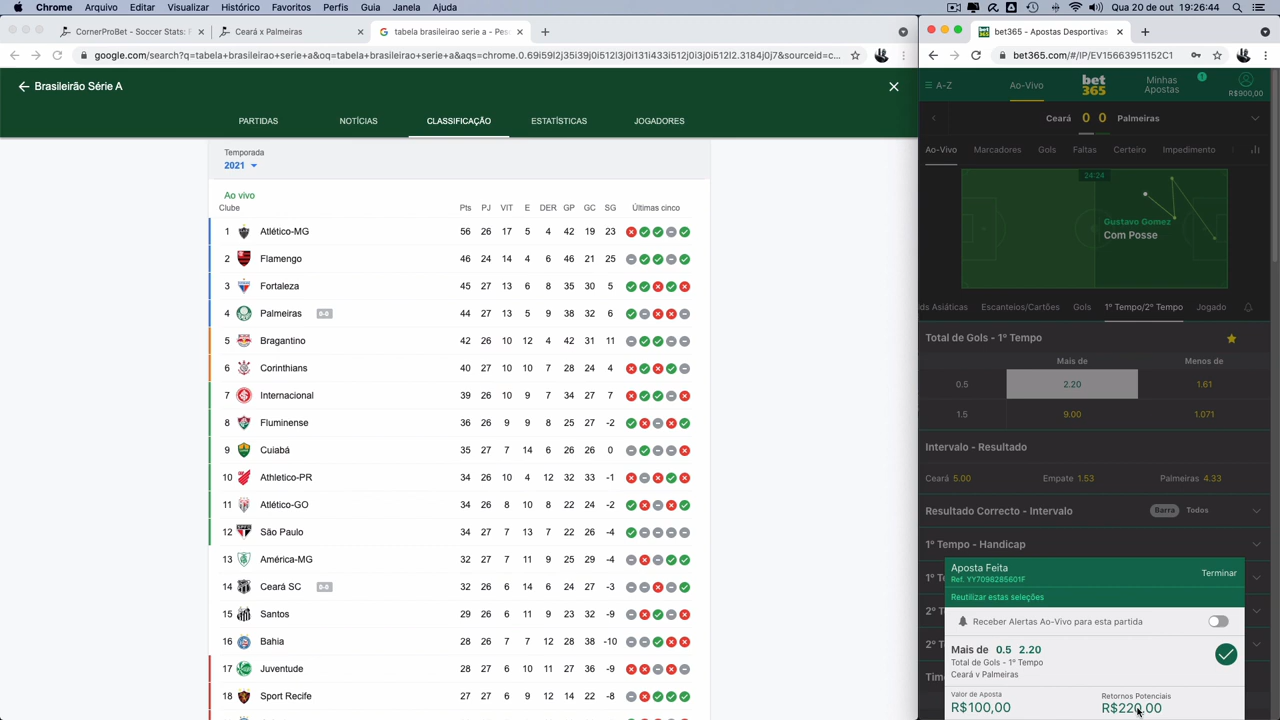 Chrome Arquivo Editar Visualizar Histórico Favoritos Perfis Guia Janela Ajuda
Qua 20 de out 19:26:44
CornerProBet - Soccer Stats: F
Ceará x Palmeiras
tabela brasileirao serie a - Pes
google.com/search?q=tabela+brasileirao+serie+a&oq=tabela+brasileirao+serie+a&aqs=chrome.0.69i59l2j35i39j0i512l3j0i131i433i512j0i3j0i512l2.3184j0j7&sourceid=c...
Brasileirão Série A
PARTIDAS NOTÍCIAS CLASSIFICAÇÃO ESTATÍSTICAS JOGADORES
Temporada
2021
Ao vivo
Clube Pts PJ VIT E DER GP GC SG Últimas cinco
1 Atlético-MG 56 26 17 5 4 42 19 23
2 Flamengo 46 24 14 4 6 46 21 25
3 Fortaleza 45 27 13 6 8 35 30 5
4 Palmeiras 0-0 44 27 13 5 9 38 32 6
5 Bragantino 42 26 10 12 4 42 31 11
6 Corinthians 40 27 10 10 7 28 24 4
7 Internacional 39 26 10 9 7 34 27 7
8 Fluminense 36 26 9 9 8 25 27 -2
9 Cuiabá 35 27 7 14 6 26 26 0
10 Athletico-PR 34 26 10 4 12 32 33 -1
11 Atlético-GO 34 26 8 10 8 22 24 -2
12 São Paulo 34 27 7 13 7 22 26 -4
13 América-MG 32 27 7 11 9 25 29 -4
14 Ceará SC 0-0 32 26 6 14 6 24 27 -3
15 Santos 29 26 6 11 9 23 32 -9
16 Bahia 28 26 7 7 12 28 38 -10
17 Juventude 28 27 6 10 11 27 36 -9
18 Sport Recife 27 27 6 9 12 14 22 -8
bet365 - Apostas Desportivas
bet365.com/#/IP/EV15663951152C1
A-Z Ao-Vivo bet365 Minhas Apostas 1 R$900,00
Ceará 0 0 Palmeiras
Ao-Vivo Marcadores Gols Faltas Certeiro Impedimento
24:24
Gustavo Gomez
Com Posse
ds Asiáticas Escanteios/Cartões Gols 1º Tempo/2º Tempo Jogado
Total de Gols - 1º Tempo
Mais de Menos de
0.5 2.20 1.61
1.5 9.00 1.071
Intervalo - Resultado
Ceará 5.00 Empate 1.53 Palmeiras 4.33
Resultado Correcto - Intervalo Barra Todos
1º Tempo - Handicap
Aposta Feita
Ref. YY7098285601F
Terminar
Reutilizar estas seleções
Receber Alertas Ao-Vivo para esta partida
Mais de 0.5 2.20
Total de Gols - 1º Tempo
Ceará v Palmeiras
Valor de Aposta Retornos Potenciais
R$100,00 R$220,00